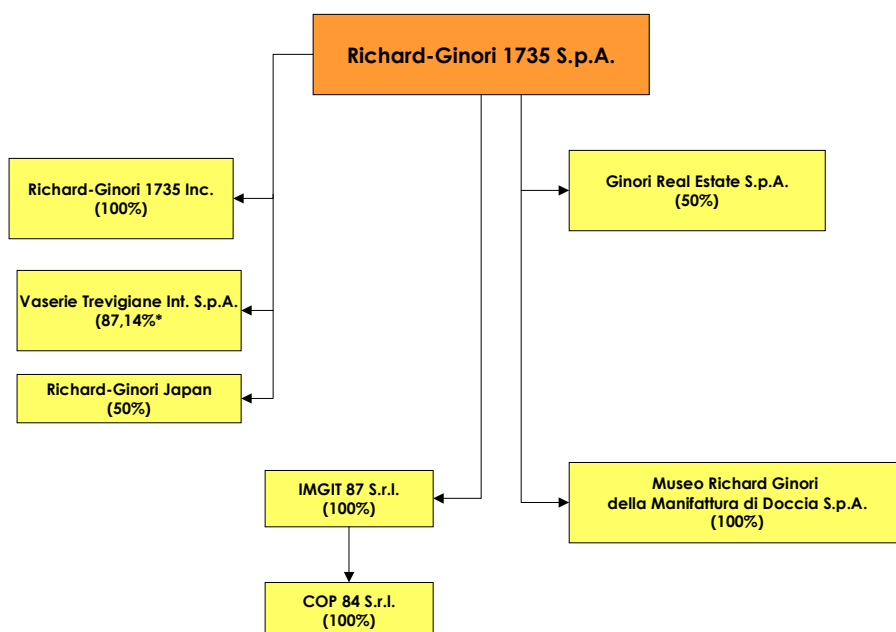 Richard-Ginori 1735 S.p.A.
Richard-Ginori 1735 Inc.
(100%)
Ginori Real Estate S.p.A.
(50%)
Vaserie Trevigiane Int. S.p.A.
(87,14%*
Richard-Ginori Japan
(50%)
IMGIT 87 S.r.l.
(100%)
Museo Richard Ginori
della Manifattura di Doccia S.p.A.
(100%)
COP 84 S.r.l.
(100%)